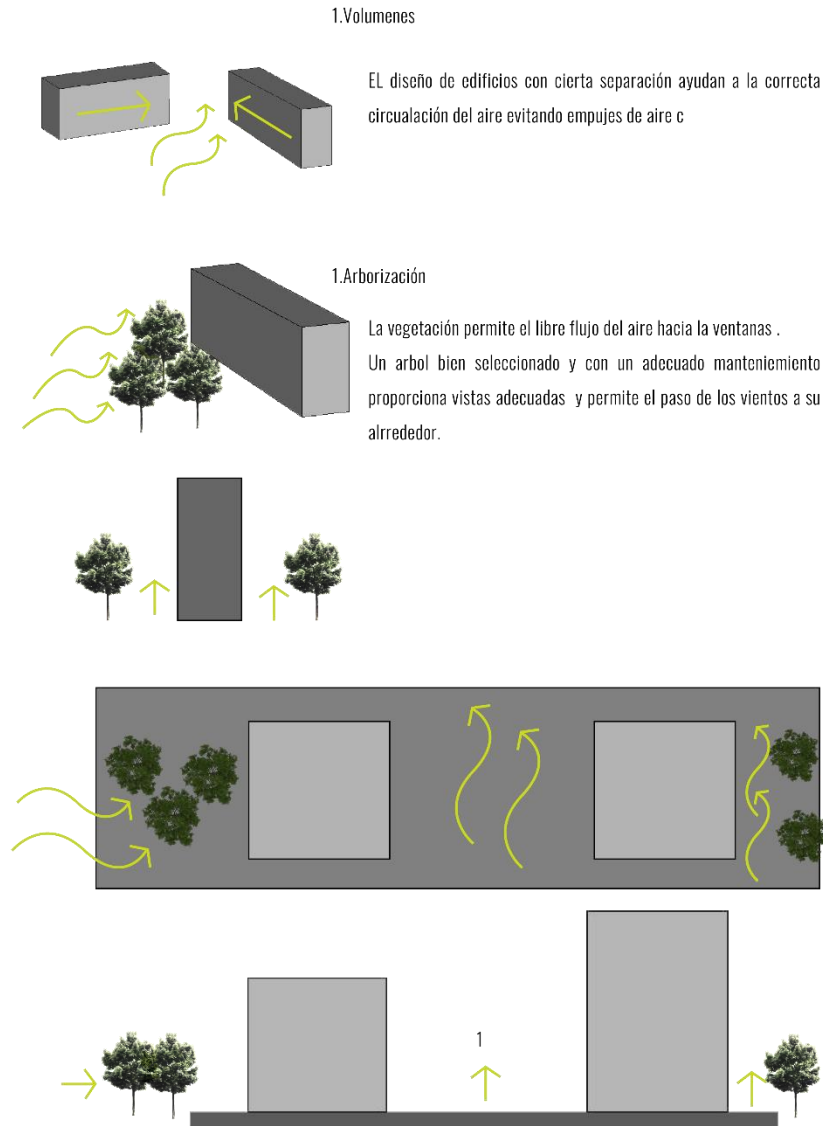 1.Volumenes
EL diseño de edificios con cierta separación ayudan a la correcta
circualación del aire evitando empujes de aire c
1.Arborización
La vegetación permite el libre flujo del aire hacia la ventanas .
Un arbol bien seleccionado y con un adecuado manteniemiento
proporciona vistas adecuadas y permite el paso de los vientos a su
alrrededor.
1